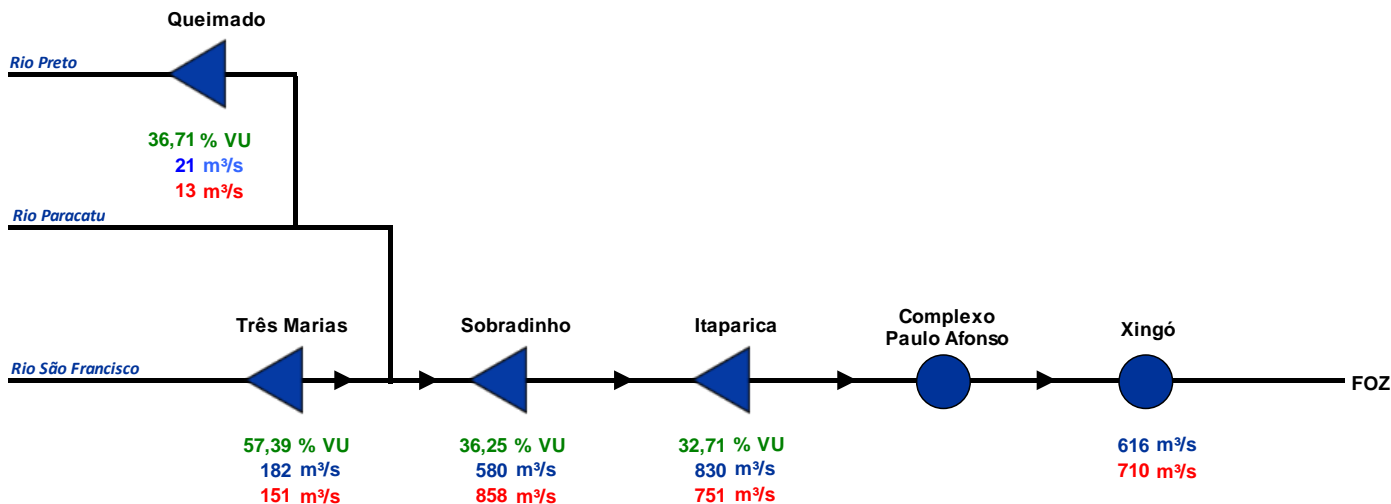 Queimado
Rio Preto
36,71 % VU
21 m³/s
13 m³/s
Rio Paracatu
Três Marias
Sobradinho
Itaparica
Complexo
Paulo Afonso
Xingó
Rio São Francisco
FOZ
57,39 % VU
182 m³/s
151 m³/s
36,25 % VU
580 m³/s
858 m³/s
32,71 % VU
830 m³/s
751 m³/s
616 m³/s
710 m³/s